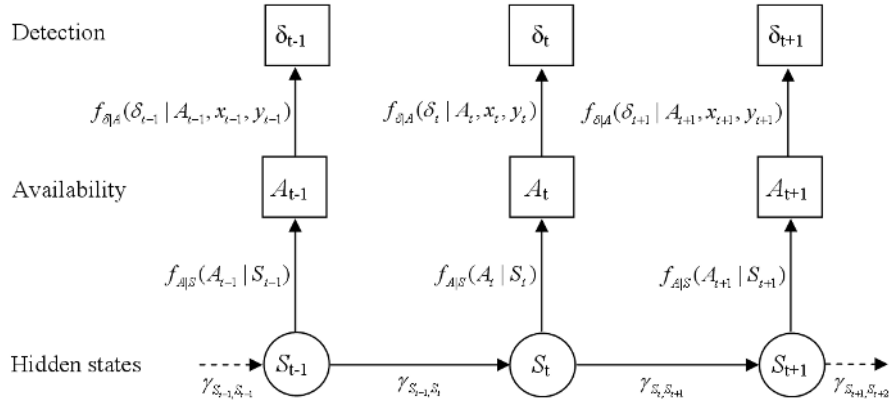 Detection δt-1 δt δt+1
fδ|A(δt−1 | At−1, xt−1, yt−1) fδ|A(δt | At, xt, yt) fδ|A(δt+1 | At+1, xt+1, yt+1)
Availability At-1 At At+1
fA|S(At−1 | St−1) fA|S(At | St) fA|S(At+1 | St+1)
Hidden states St-1 St St+1
γSt−1,St−1 γSt−1,St γSt,St+1 γSt+1,St+2